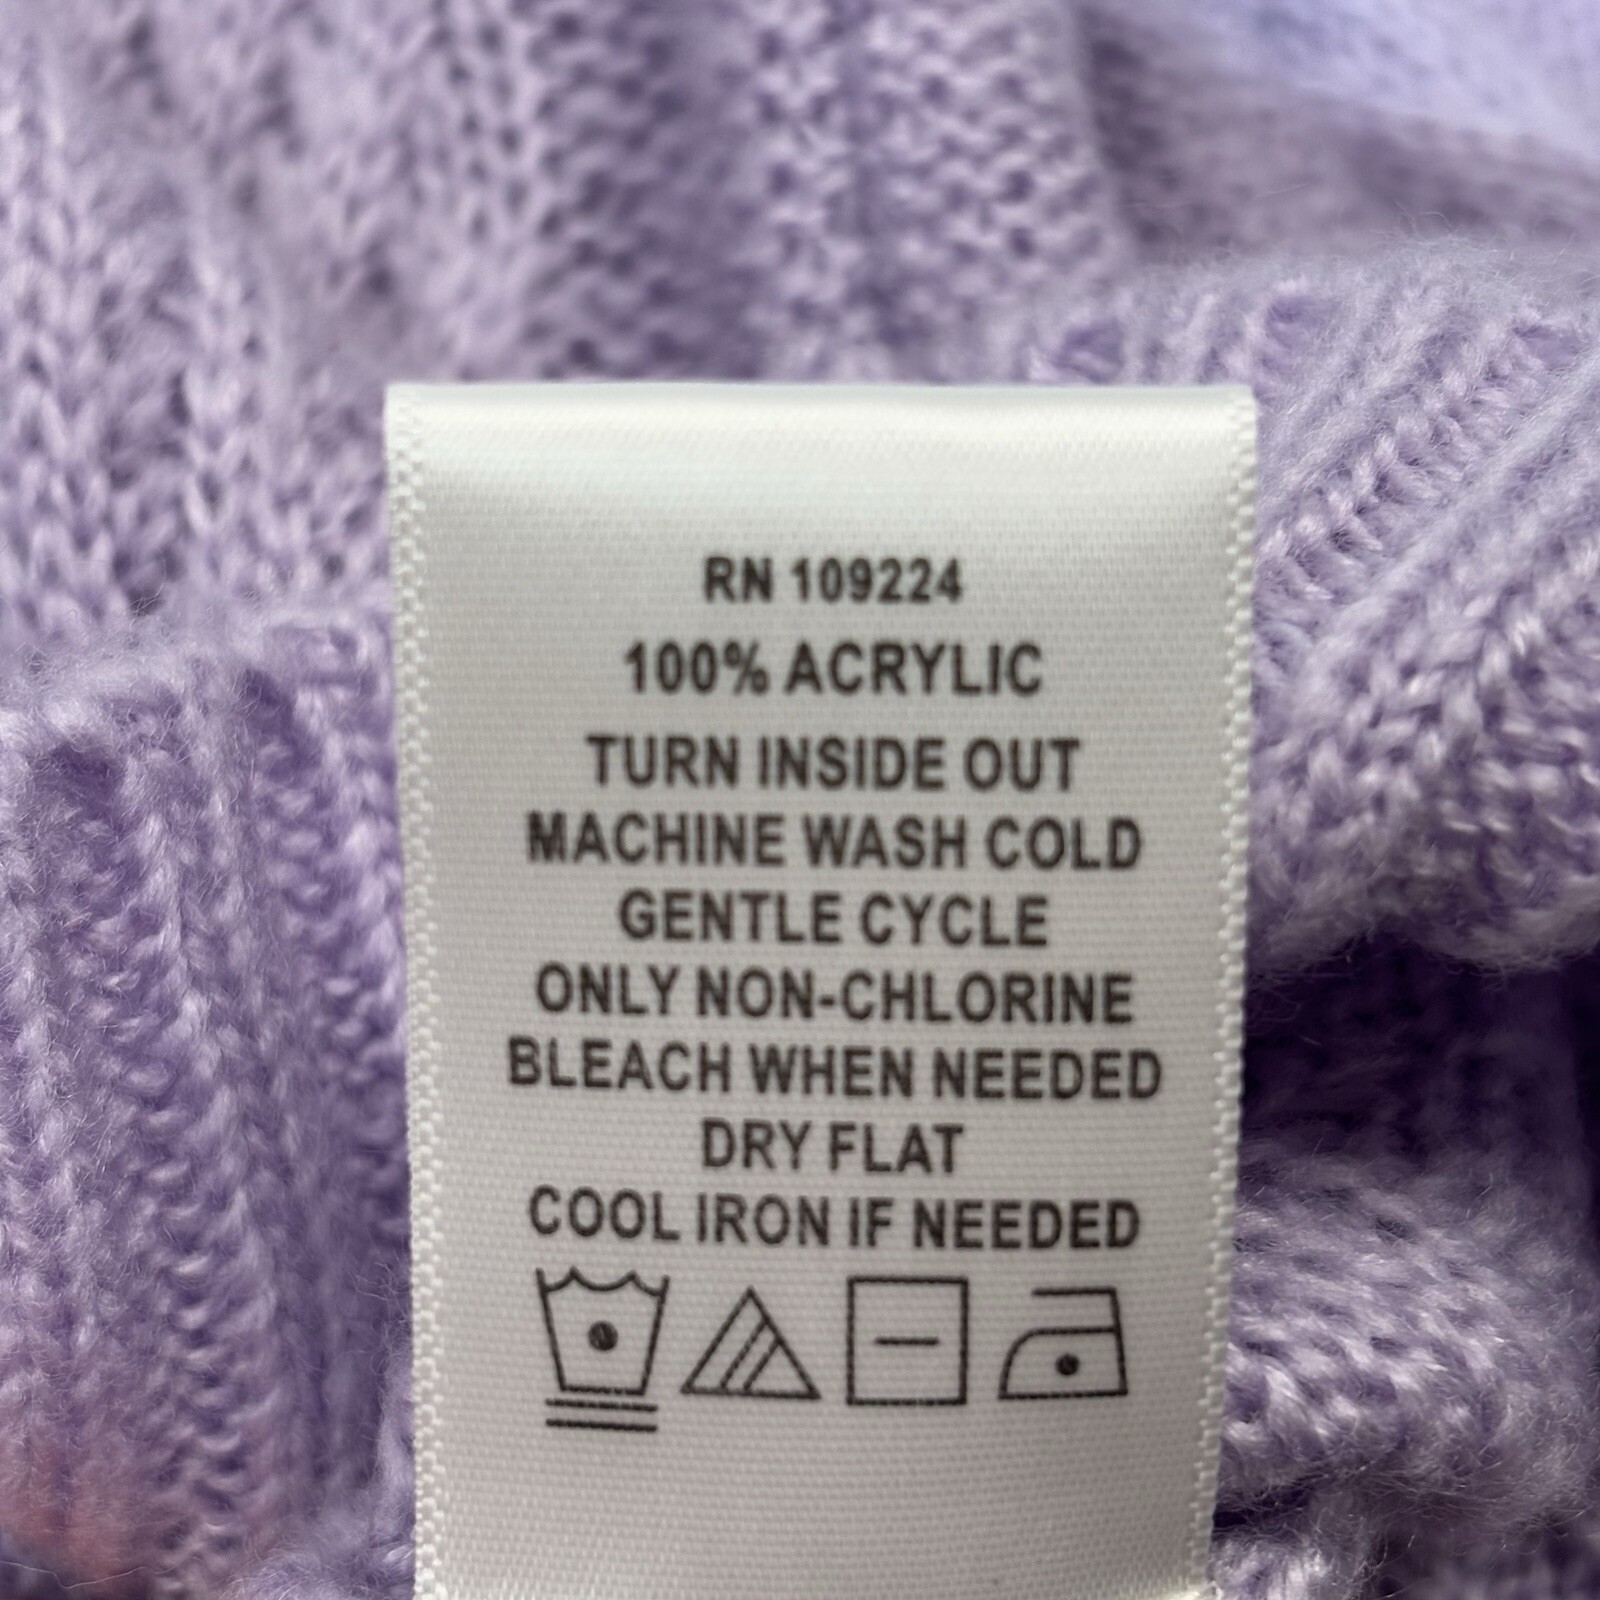 RN 109224
100% ACRYLIC
TURN INSIDE OUT
MACHINE WASH COLD
GENTLE CYCLE
ONLY NON-CHLORINE
BLEACH WHEN NEEDED
DRY FLAT
COOL IRON IF NEEDED